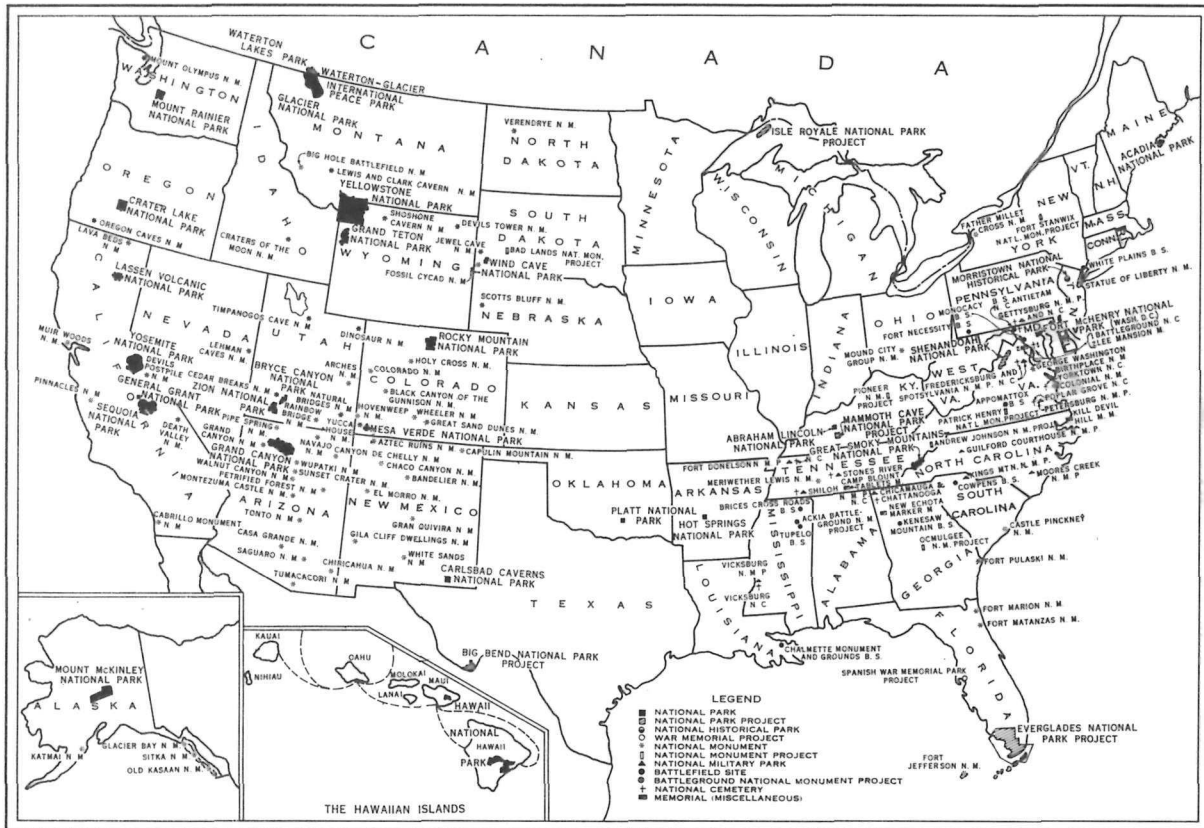 C A N A D A
WATERTON
LAKES PARK
WATERTON-GLACIER
INTERNATIONAL
PEACE PARK
GLACIER
NATIONAL PARK
MOUNT OLYMPUS N M
WASHINGTON
MOUNT RAINIER
NATIONAL PARK
MONTANA
BIG HOLE BATTLEFIELD N. M
LEWIS AND CLARK CAVERN N M
YELLOWSTONE
NATIONAL PARK
IDAHO
OREGON
CRATER LAKE
NATIONAL PARK
OREGON CAVES N M
CRATERS OF THE
MOON N. M
VERENDRYE N M.
NORTH
DAKOTA
SOUTH
DAKOTA
SHOSHONE
CAVERN N M
DEVILS TOWER N. M.
GRAND TETON
NATIONAL PARK
JEWEL CAVE
N M
BAD LANDS NAT. MON.
PROJECT
WYOMING
WIND CAVE
NATIONAL PARK
FOSSIL CYCAD N M
SCOTTS BLUFF N M.
NEBRASKA
MINNESOTA
WISCONSIN
MICHIGAN
ISLE ROYALE NATIONAL PARK
PROJECT
IOWA
ILLINOIS
INDIANA
OHIO
MAINE
ACADIA
NATIONAL PARK
VT.
N.H.
MASS
CONN
NEW
YORK
FATHER MILLET
CROSS N M
FORT STANWIX
NAT'L MON. PROJECT
WHITE PLAINS B. S.
STATUE OF LIBERTY N. M.
MORRISTOWN NATIONAL
HISTORICAL PARK
PENNSYLVANIA
MONOCACY B S
ANTIETAM
GETTYSBURG N. M. P.
AND N. C
FORT NECESSITY
McHENRY NATIONAL
PARK (WASH. D.C.)
BATTLEGROUND N C
LEE MANSION M
MOUND CITY
GROUP N M
SHENANDOAH
NATIONAL PARK
WEST
VA.
VA.
GEORGE WASHINGTON
BIRTHPLACE N M
YORKTOWN N. C
COLONIAL N. M.
POPLAR GROVE N. C
PETERSBURG N. M. P.
KILL DEVIL
HILL M. M.
PIONEER
N M
PROJECT
KY.
FREDERICKSBURG AND
SPOTSYLVANIA N M P. N C
APPOMATTOX
B S
PATRICK HENRY
NAT'L MON. PROJECT
LAVA BEDS
N M
LASSEN VOLCANIC
NATIONAL PARK
CALIFORNIA
NEVADA
UTAH
TIMPANOGOS CAVE N M
LEHMAN
CAVES N M
DINOSAUR N M
MUIR WOODS
N M
YOSEMITE
NATIONAL PARK
DEVILS
POSTPILE
N M
GENERAL GRANT
NATIONAL PARK
PINNACLES N M
SEQUOIA
NATIONAL
PARK
DEATH
VALLEY
N M
CEDAR BREAKS N M
ZION
NATIONAL
PARK
BRYCE CANYON
NATIONAL
PARK
ARCHES
N M
NATURAL
BRIDGES N M
RAINBOW
BRIDGE
PIPE SPRING
N M
YUCCA
HOUSE
N M
HOVENWEEP
N M
ROCKY MOUNTAIN
NATIONAL PARK
HOLY CROSS N. M
COLORADO N M
COLORADO
BLACK CANYON OF THE
GUNNISON N. M
WHEELER N M
GREAT SAND DUNES N. M
MESA VERDE NATIONAL PARK
AZTEC RUINS N M
CAPULIN MOUNTAIN N. M
NAVAJO
N M
CANYON DE CHELLY N M
CHACO CANYON N M
BANDELIER N M
GRAND
CANYON N M
GRAND CANYON
NATIONAL PARK
WUPATKI N M
SUNSET CRATER N. M
WALNUT CANYON N M
PETRIFIED FOREST N M
MONTEZUMA CASTLE N. M
EL MORRO N M
ARIZONA
TONTO N M
NEW MEXICO
GRAN QUIVIRA N M
GILA CLIFF DWELLINGS N M
WHITE SANDS
N M
CABRILLO MONUMENT
N M
CASA GRANDE N M.
SAGUARO N M
CHIRICAHUA N M
TUMACACORI N M
CARLSBAD CAVERNS
NATIONAL PARK
KANSAS
MISSOURI
OKLAHOMA
PLATT NATIONAL
PARK
ARKANSAS
HOT SPRINGS
NATIONAL PARK
TEXAS
BIG BEND NATIONAL PARK
PROJECT
LOUISIANA
MISSISSIPPI
ALABAMA
GEORGIA
FLORIDA
ABRAHAM LINCOLN
NATIONAL PARK
MAMMOTH CAVE
NATIONAL PARK
PROJECT
GREAT SMOKY MOUNTAINS
NATIONAL PARK
FORT DONELSON N M P N C
TENNESSEE
MERIWETHER LEWIS N. M
STONES RIVER
CAMP BLOUNT
TABLETS M
SHILOH
ANDREW JOHNSON N M. PROJ
GUILFORD COURTHOUSE N. M P.
NORTH CAROLINA
KINGS MTN. N. M P
MOORES CREEK
N. M P
COWPENS B. S.
SOUTH
CAROLINA
CHICAMAUGA &
CHATTANOOGA
NEW ECHOTA
MARKER M
KENESAW
MOUNTAIN B S
BRICES CROSS ROADS
B S
ACKIA BATTLE-
GROUND N M
PROJECT
TUPELO
B S
OCMULGEE
N M. PROJECT
CASTLE PINCKNEY
FORT PULASKI N. M.
VICKSBURG
N M P
VICKSBURG
N C
FORT MARION N. M.
FORT MATANZAS N. M.
CHALMETTE MONUMENT
AND GROUNDS B. S.
SPANISH WAR MEMORIAL PARK
PROJECT
EVERGLADES NATIONAL
PARK PROJECT
FORT
JEFFERSON N M.
MOUNT McKINLEY
NATIONAL PARK
ALASKA
KATMAI N M
GLACIER BAY N M
SITKA N M
OLD KASAAN N M
KAUAI
NIHIAU
OAHU
MOLOKAI
LANAI
MAUI
HAWAII
NATIONAL
PARK
HAWAII
THE HAWAIIAN ISLANDS
LEGEND
NATIONAL PARK
NATIONAL PARK PROJECT
NATIONAL HISTORICAL PARK
WAR MEMORIAL PROJECT
NATIONAL MONUMENT
NATIONAL MONUMENT PROJECT
NATIONAL MILITARY PARK
BATTLEFIELD SITE
BATTLEGROUND NATIONAL MONUMENT PROJECT
NATIONAL CEMETERY
MEMORIAL (MISCELLANEOUS)